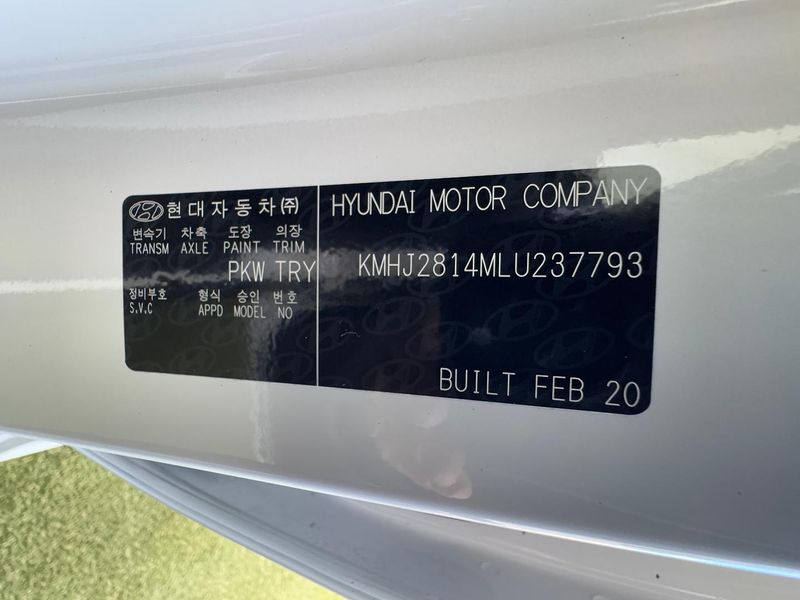 현대자동차㈜
변속기 차축 도장 의장
TRANSM AXLE PAINT TRIM
PKW TRY
정비부호 형식 승인 번호
S.V.C APPD MODEL NO
HYUNDAI MOTOR COMPANY
KMHJ2814MLU237793
BUILT FEB 20